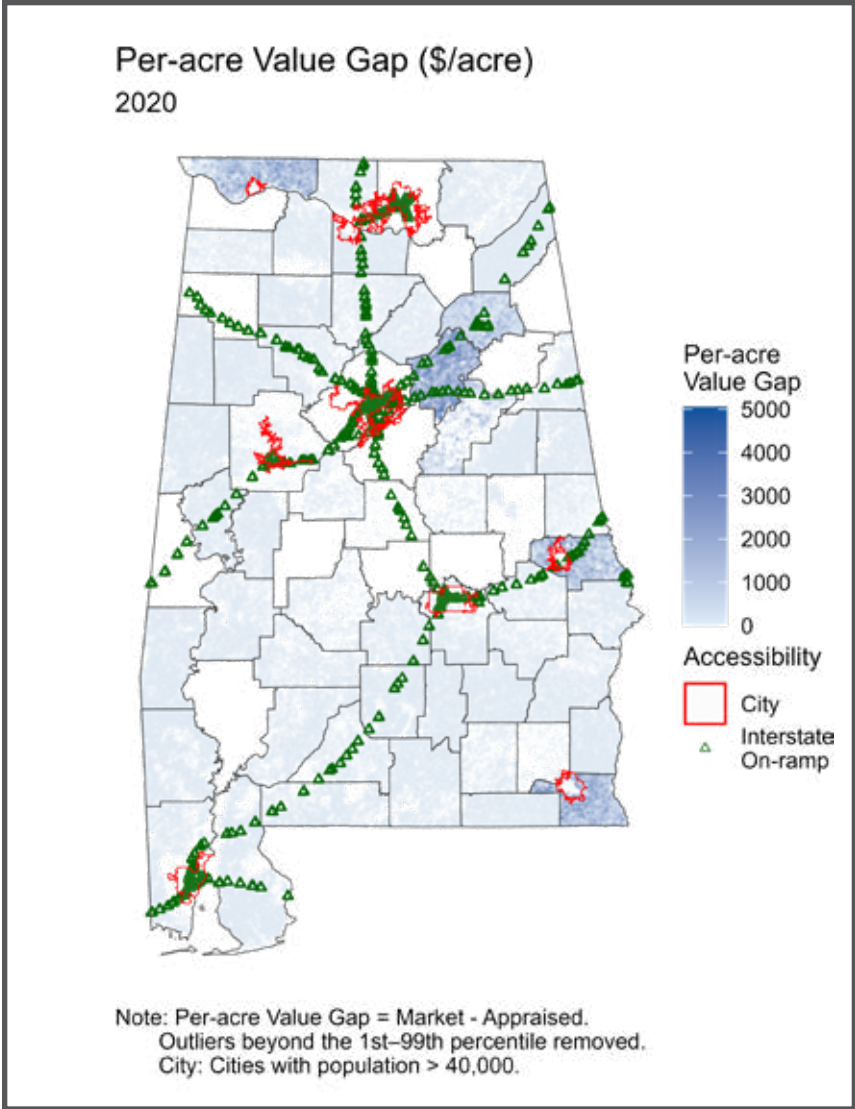 Per-acre Value Gap ($/acre)
2020
Per-acre
Value Gap
5000
4000
3000
2000
1000
0
Accessibility
City
Interstate
On-ramp
Note: Per-acre Value Gap = Market - Appraised.
Outliers beyond the 1st–99th percentile removed.
City: Cities with population > 40,000.